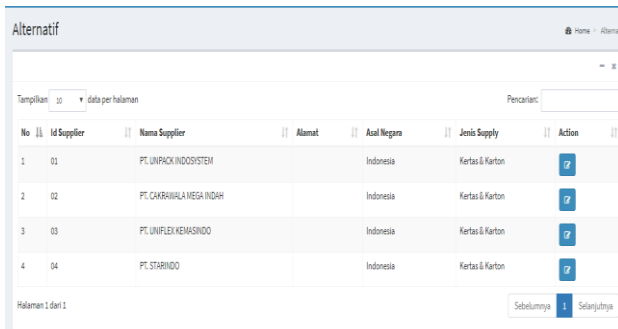 Alternatif
Home > Alterna
Tampilkan 10 data per halaman
Pencarian:
No Id Supplier Nama Supplier Alamat Asal Negara Jenis Supply Action
1 01 PT. UNPACK INDOSYSTEM Indonesia Kertas & Karton
2 02 PT. CAKRAWALA MEGA INDAH Indonesia Kertas & Karton
3 03 PT. UNIFLEX KEMASINDO Indonesia Kertas & Karton
4 04 PT. STARINDO Indonesia Kertas & Karton
Halaman 1 dari 1
Sebelumnya 1 Selanjutnya